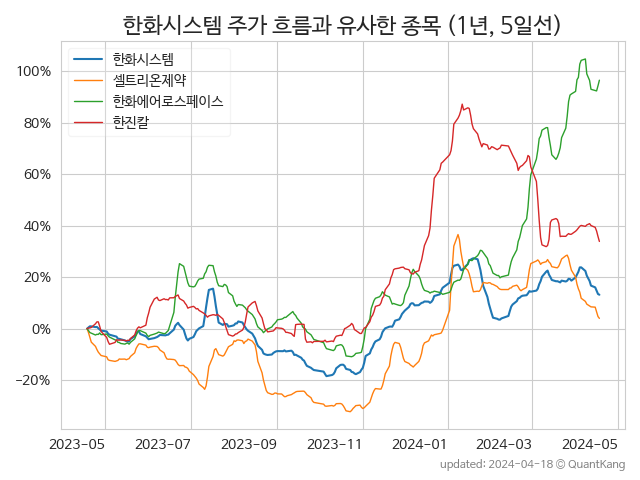 한화시스템 주가 흐름과 유사한 종목 (1년, 5일선)
한화시스템
셀트리온제약
한화에어로스페이스
한진칼
100%
80%
60%
40%
20%
0%
−20%
2023-05 2023-07 2023-09 2023-11 2024-01 2024-03 2024-05
updated: 2024-04-18 © QuantKang